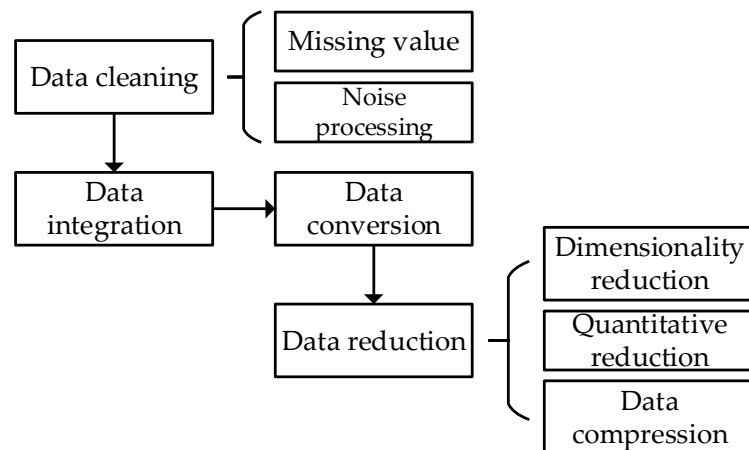 Data cleaning
Missing value
Noise
processing
Data
integration
Data
conversion
Data reduction
Dimensionality
reduction
Quantitative
reduction
Data
compression